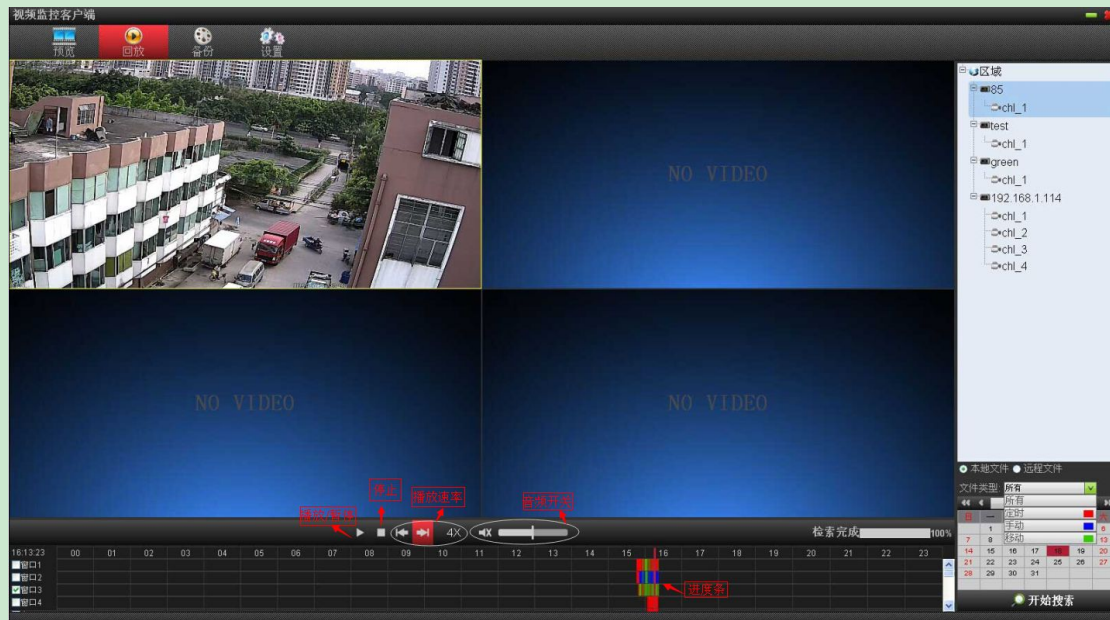 视频监控客户端
预览 回放 备份 设置
区域
85
chl_1
test
chl_1
green
chl_1
192.168.1.114
chl_1
chl_2
chl_3
chl_4
NO VIDEO
NO VIDEO
NO VIDEO
本地文件 远程文件
文件类型: 所有
所有
定时
手动
移动
日 一
1 6
7 8 13
14 15 16 17 18 19 20
21 22 23 24 25 26 27
28 29 30 31
开始搜索
停止
播放速率
音频开关
播放/暂停
4X
检索完成 100%
16:13:23 00 01 02 03 04 05 06 07 08 09 10 11 12 13 14 15 16 17 18 19 20 21 22 23
窗口1
窗口2
窗口3
窗口4
进度条